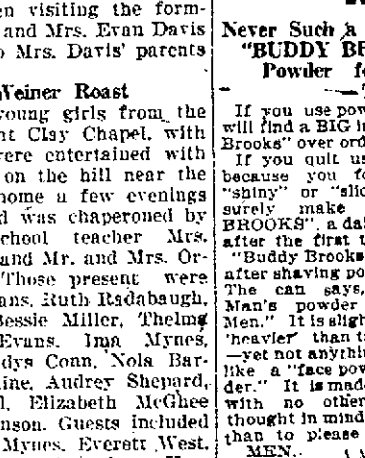 en visiting the form-
and Mrs. Evan Davis
o Mrs. Davis' parents
Weiner Roast
young girls from the
nt Clay Chapel, with
were entertained with
on the hill near the
home a few evenings
d was chaperoned by
school teacher Mrs.
and Mr. and Mrs. Or-
Those present were
ans, Ruth Radabaugh,
Bessie Miller, Thelma
Evans, Ima Mynes,
dys Conn, Nola Bar-
ine, Audrey Shepard,
l, Elizabeth McGhee
nson. Guests included
Mynes, Everett West,
Never Such a
"BUDDY BR
Powder f
If you use pow
will find a BIG i
Brooks" over ord
If you quit us
because you f
"shiny" or "slic
surely make
BROOKS", a da
after the first t
"Buddy Brooks
after shaving po
The can says,
Man's powder
Men." It is sligh
'heavier' than t
—yet not anythin
like a "face pow
der." It is mad
with no other
thought in mind
than to please
MEN.